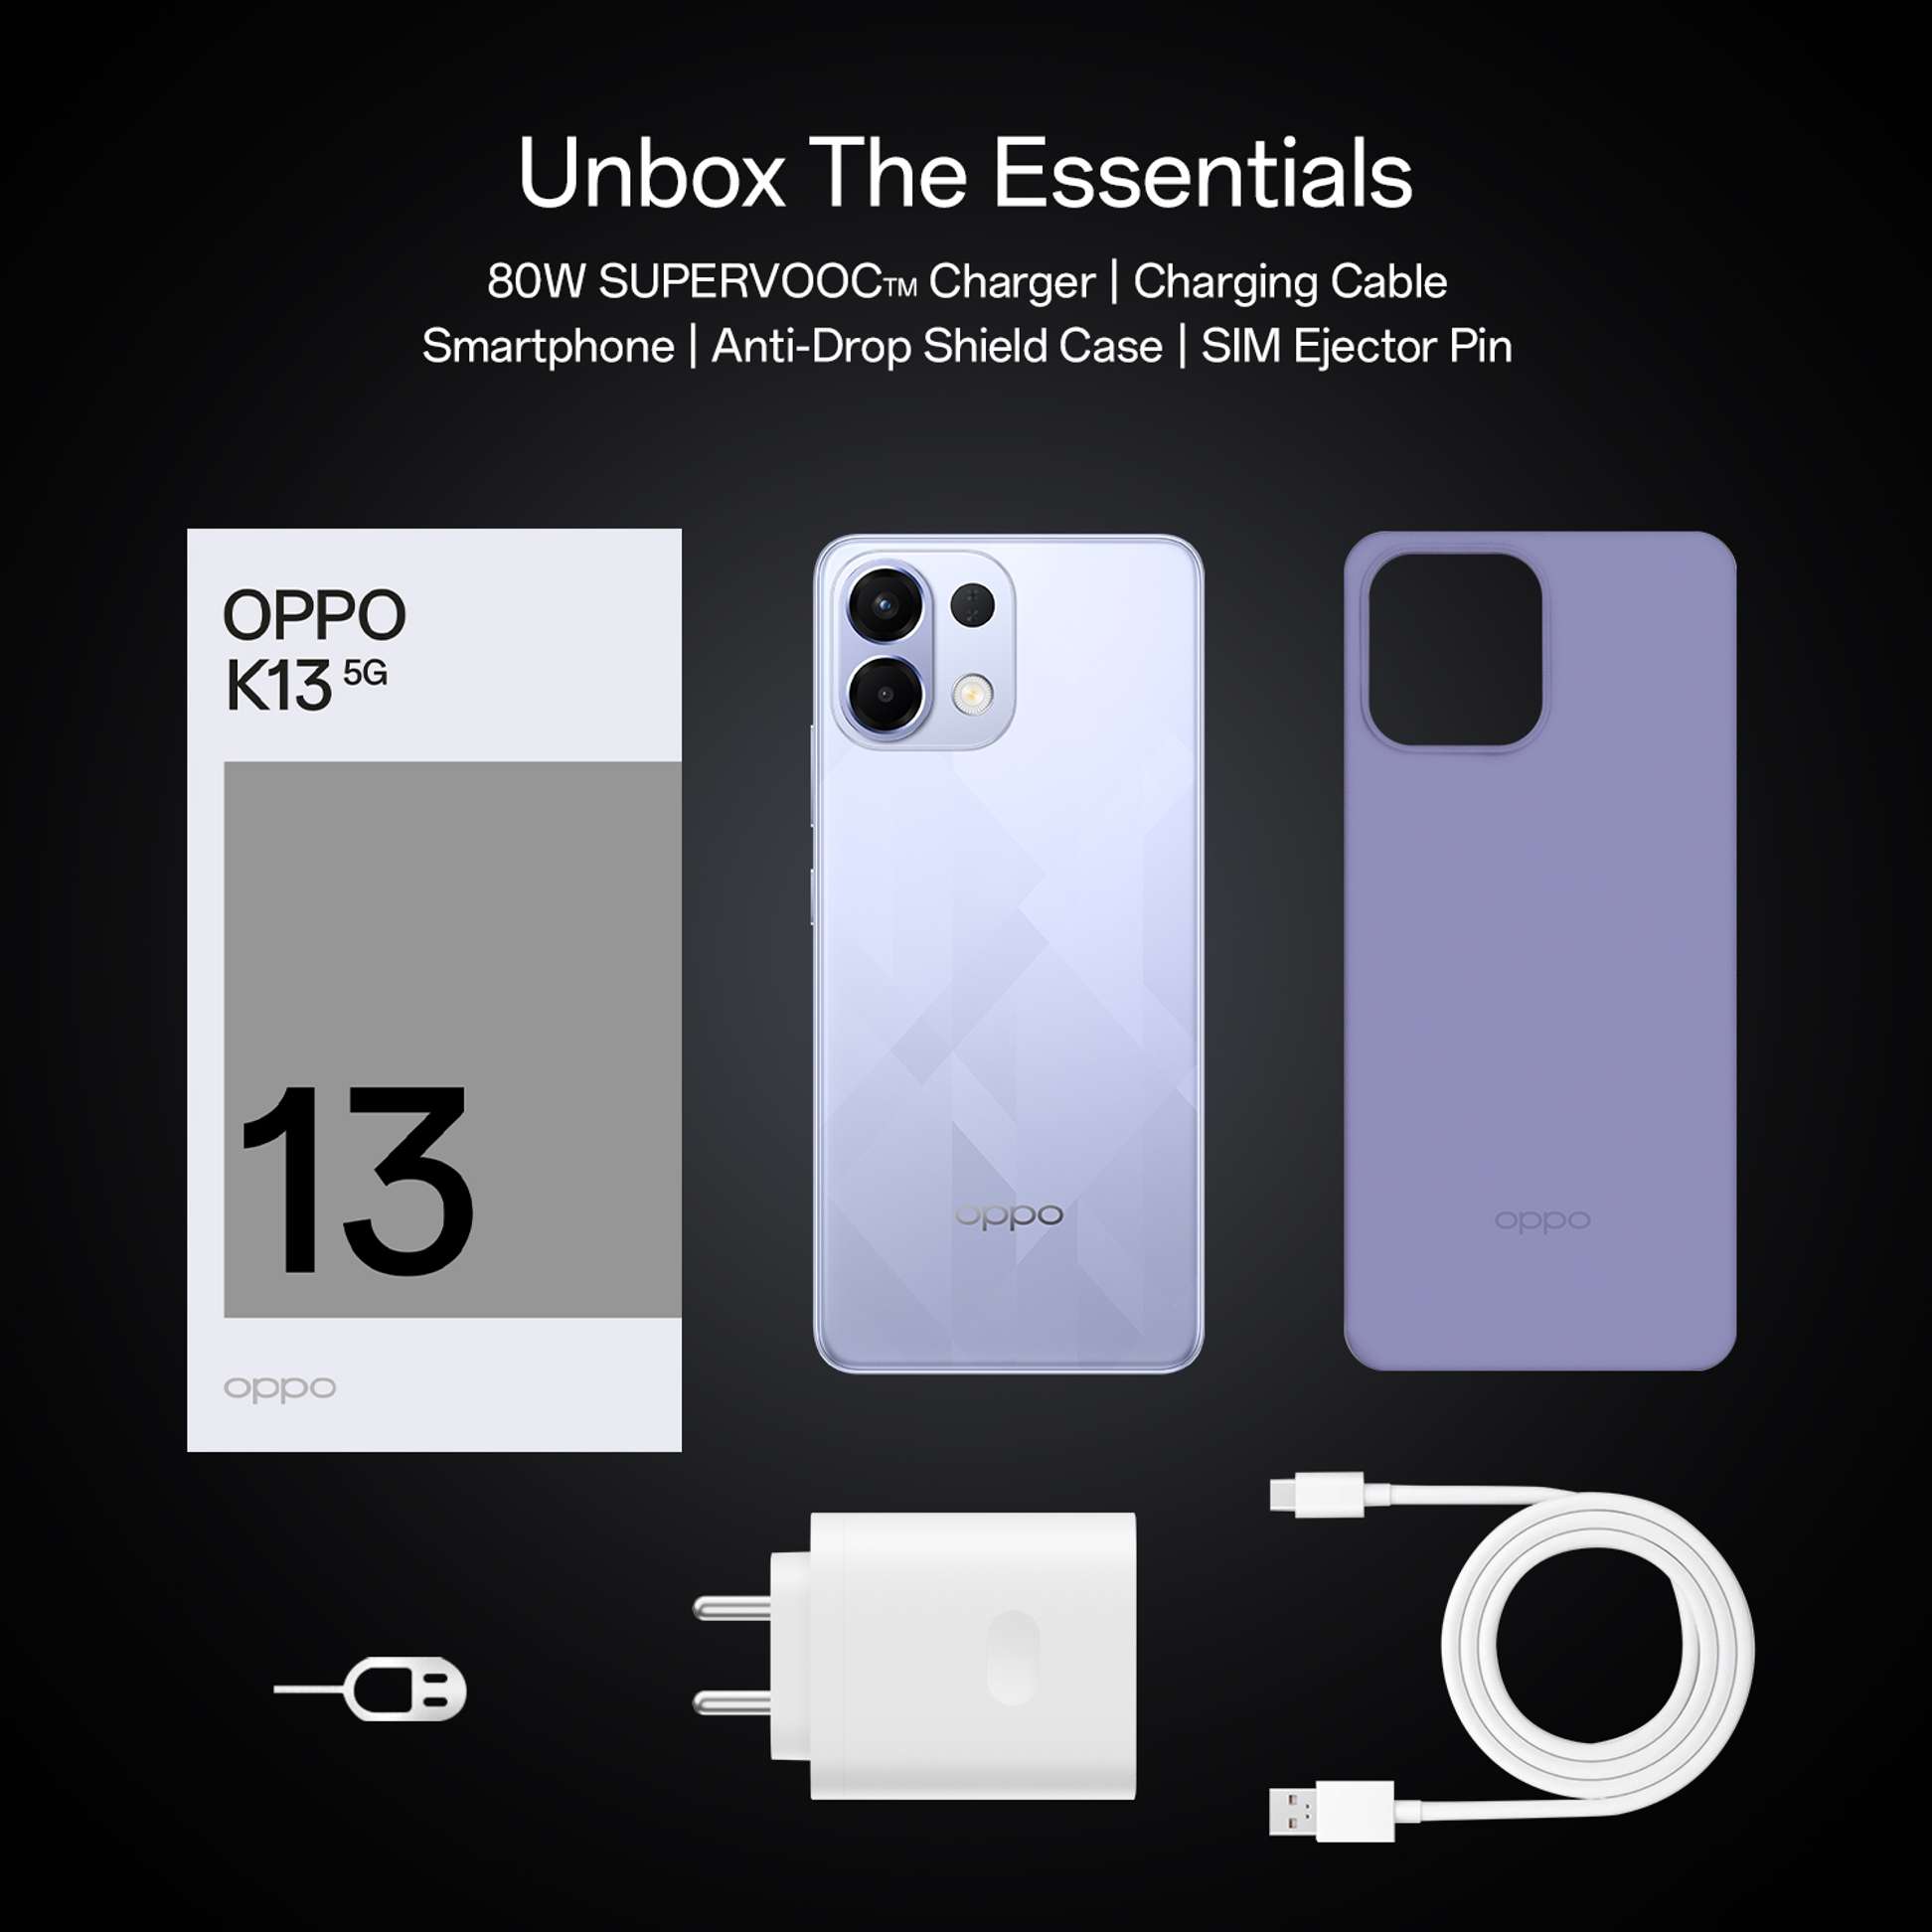 Unbox The Essentials
80W SUPERVOOC™ Charger | Charging Cable
Smartphone | Anti-Drop Shield Case | SIM Ejector Pin
OPPO
K13 5G
13
oppo
oppo
oppo